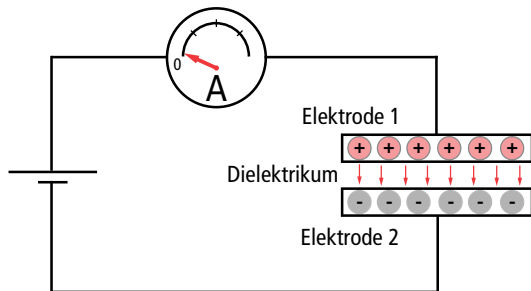 0
A
Elektrode 1
+ + + + + +
Dielektrikum
- - - - - -
Elektrode 2